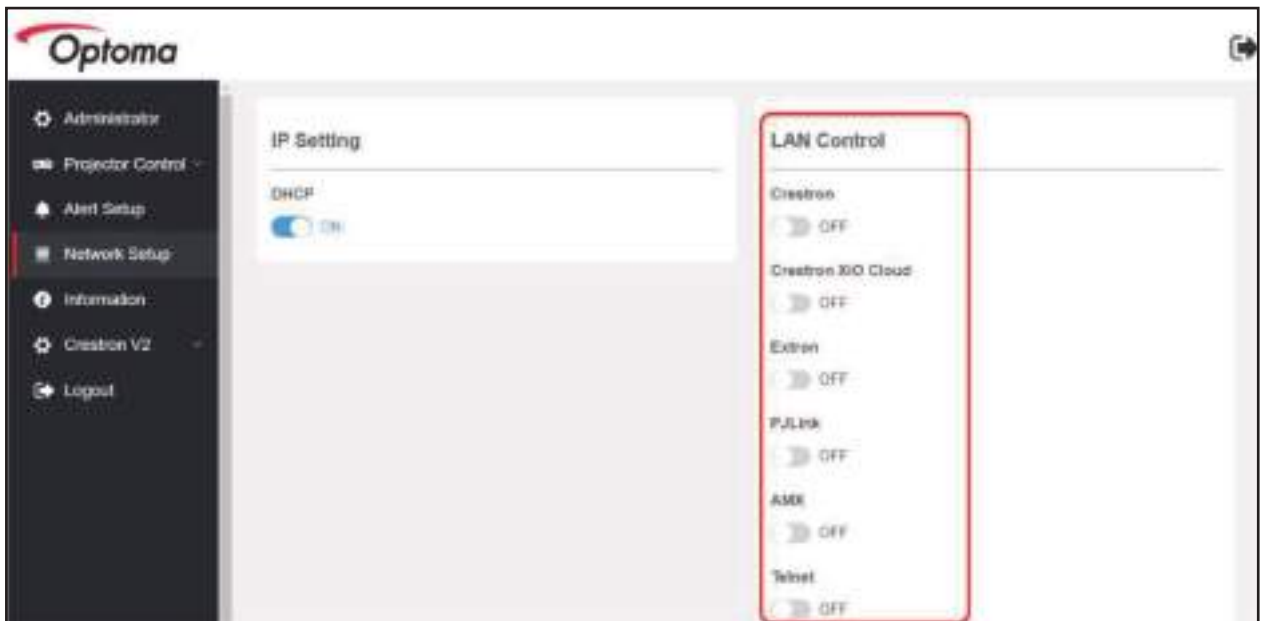 Optoma
Administrator
Projector Control
Alert Setup
Network Setup
Information
Crestron V2
Logout
IP Setting
DHCP
ON
LAN Control
Crestron
OFF
Crestron XiO Cloud
OFF
Extron
OFF
PJLink
OFF
AMX
OFF
Telnet
OFF